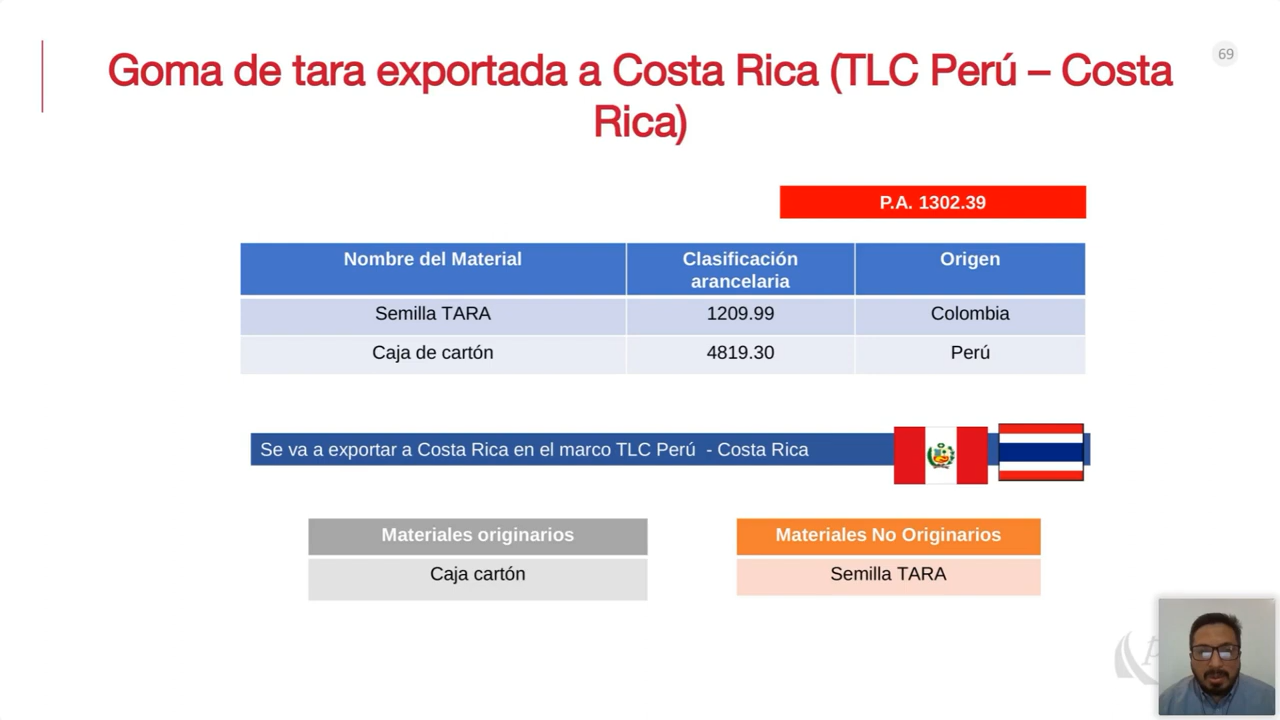 Goma de tara exportada a Costa Rica (TLC Perú – Costa
Rica)
69
P.A. 1302.39
Nombre del Material Clasificación arancelaria Origen
Semilla TARA 1209.99 Colombia
Caja de cartón 4819.30 Perú
Se va a exportar a Costa Rica en el marco TLC Perú - Costa Rica
Materiales originarios Materiales No Originarios
Caja cartón Semilla TARA